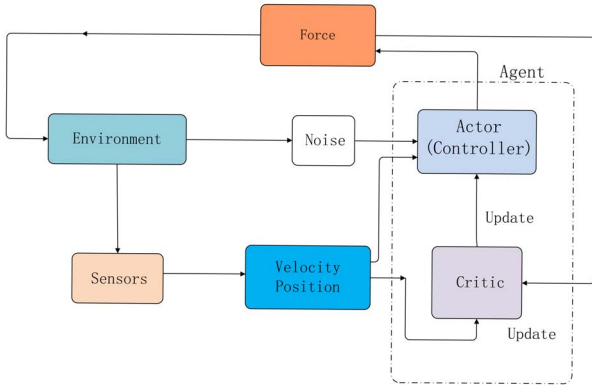 Force
Agent
Environment
Noise
Actor
(Controller)
Update
Sensors
Velocity
Position
Critic
Update